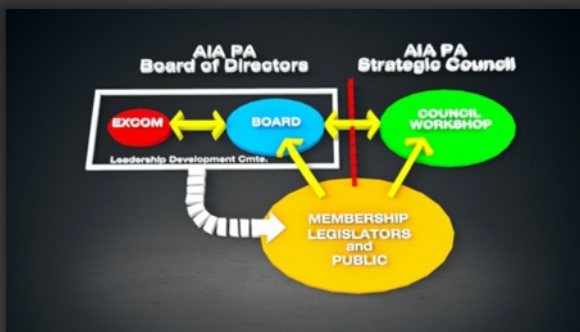 AIA PA
Board of Directors
AIA PA
Strategic Council
EXCOM
BOARD
COUNCIL
WORKSHOP
Leadership Development Cmte.
MEMBERSHIP
LEGISLATORS
and
PUBLIC